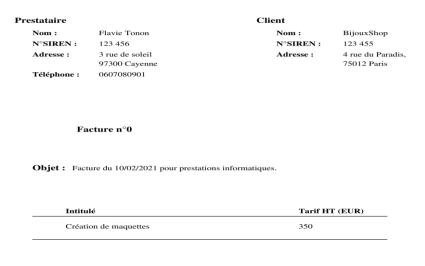 Prestataire Client
Nom : Flavie Tonon Nom : BijouxShop
N°SIREN : 123 456 N°SIREN : 123 455
Adresse : 3 rue de soleil Adresse : 4 rue du Paradis,
97300 Cayenne 75012 Paris
Téléphone : 0607080901
Facture n°0
Objet : Facture du 10/02/2021 pour prestations informatiques.
Intitulé Tarif HT (EUR)
Création de maquettes 350